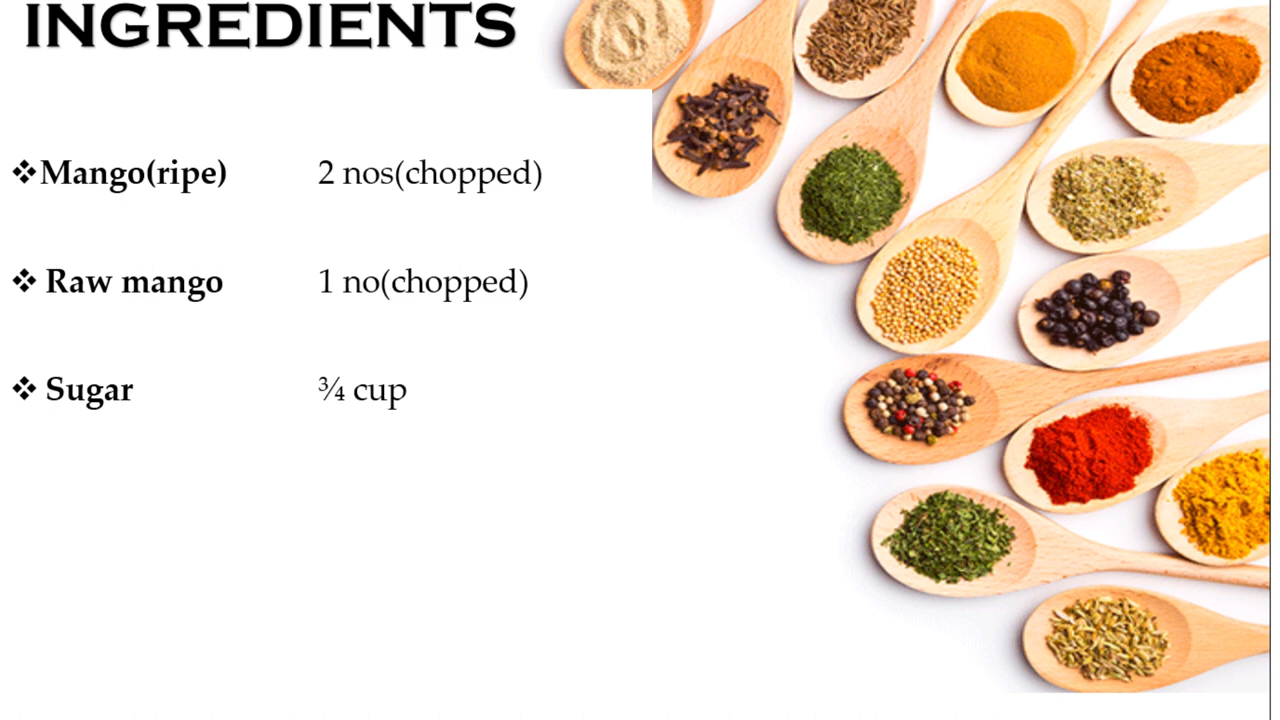 INGREDIENTS
❖Mango(ripe) 2 nos(chopped)
❖ Raw mango 1 no(chopped)
❖ Sugar ¾ cup